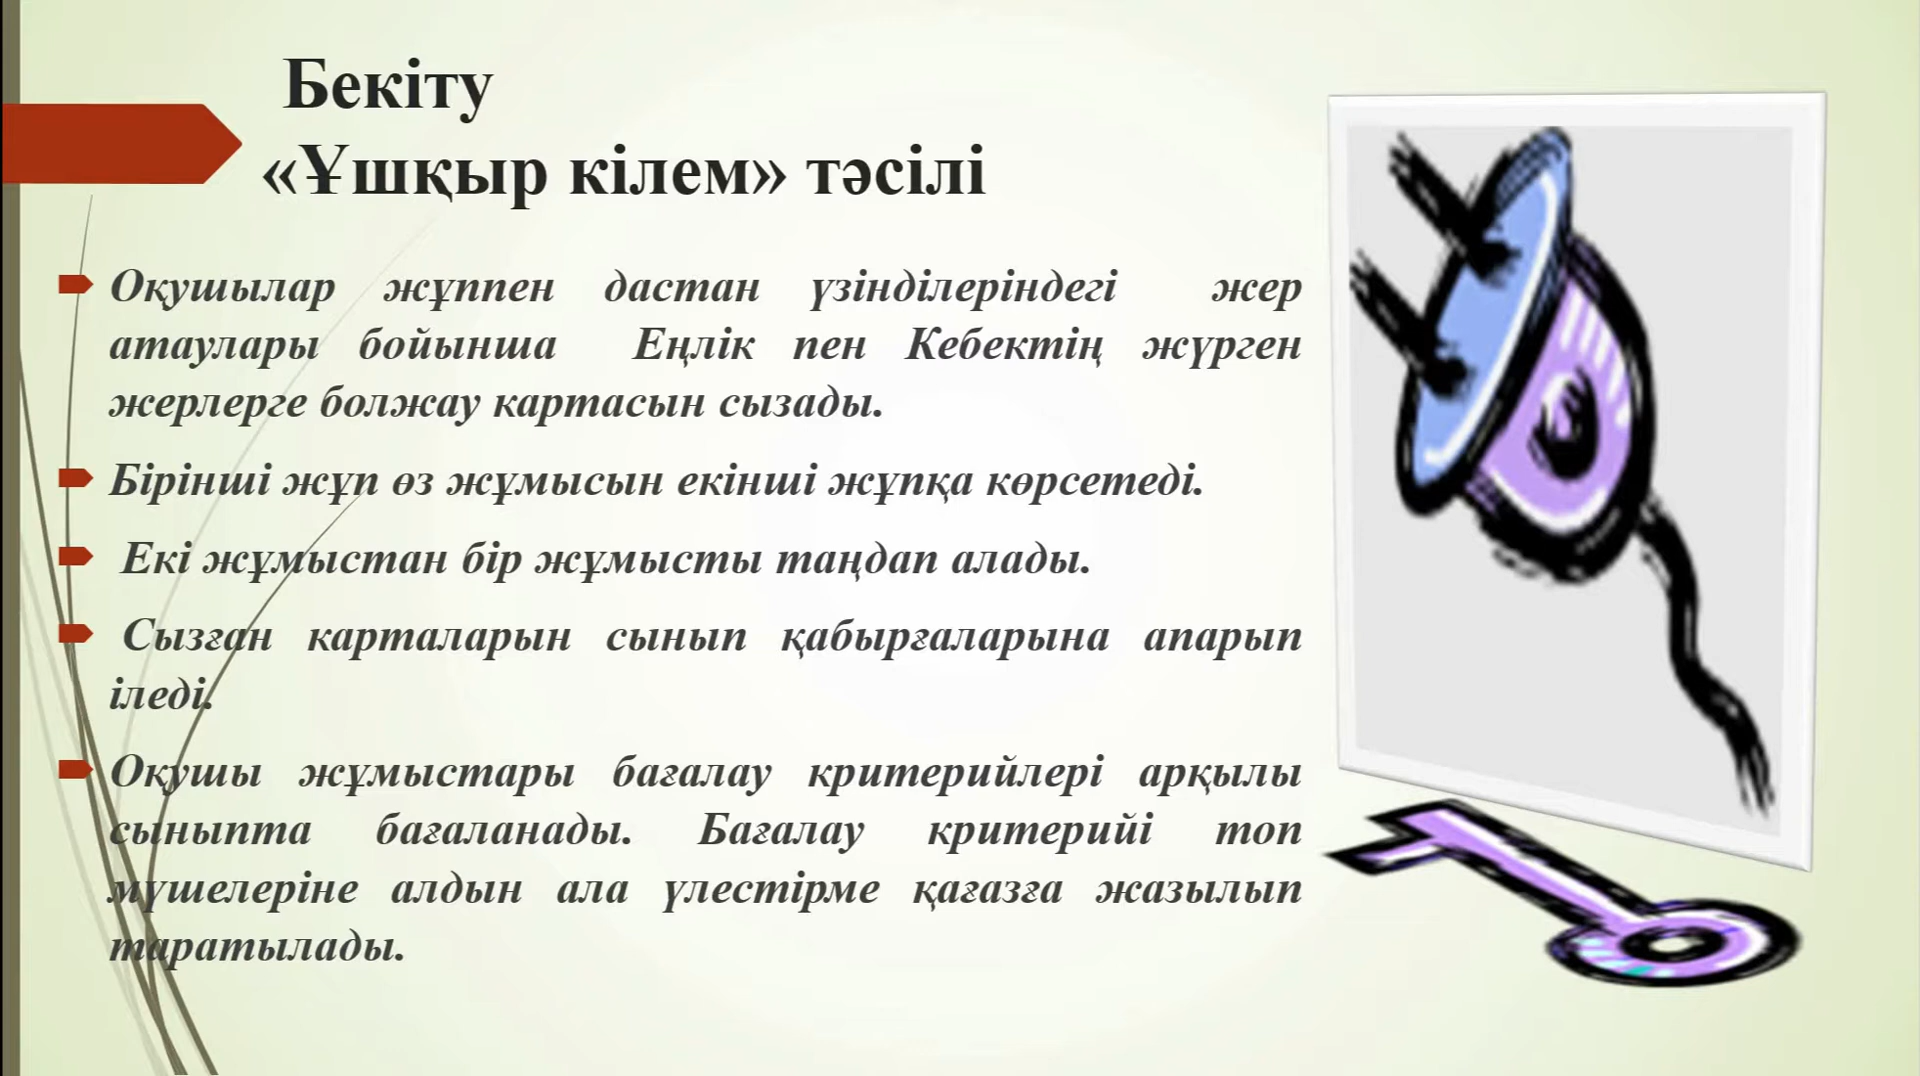 Бекіту
«Ұшқыр кілем» тәсілі
Оқушылар жұппен дастан үзінділеріндегі жер
атаулары бойынша Еңлік пен Кебектің жүрген
жерлерге болжау картасын сызады.
Бірінші жұп өз жұмысын екінші жұпқа көрсетеді.
Екі жұмыстан бір жұмысты таңдап алады.
Сызған карталарын сынып қабырғаларына апарып
іледі.
Оқушы жұмыстары бағалау критерийлері арқылы
сыныпта бағаланады. Бағалау критерийі топ
мүшелеріне алдын ала үлестірме қағазға жазылып
таратылады.